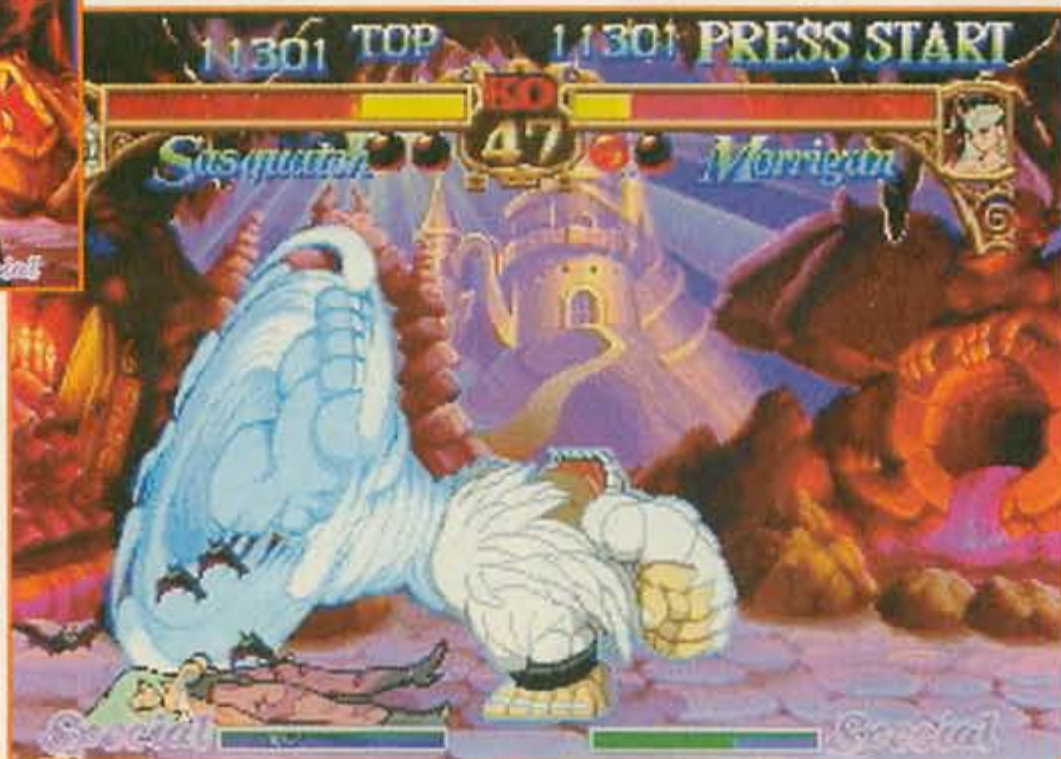 11301 TOP 11301 PRESS START
KO
47
Sasquatch Morrigan
Special Special